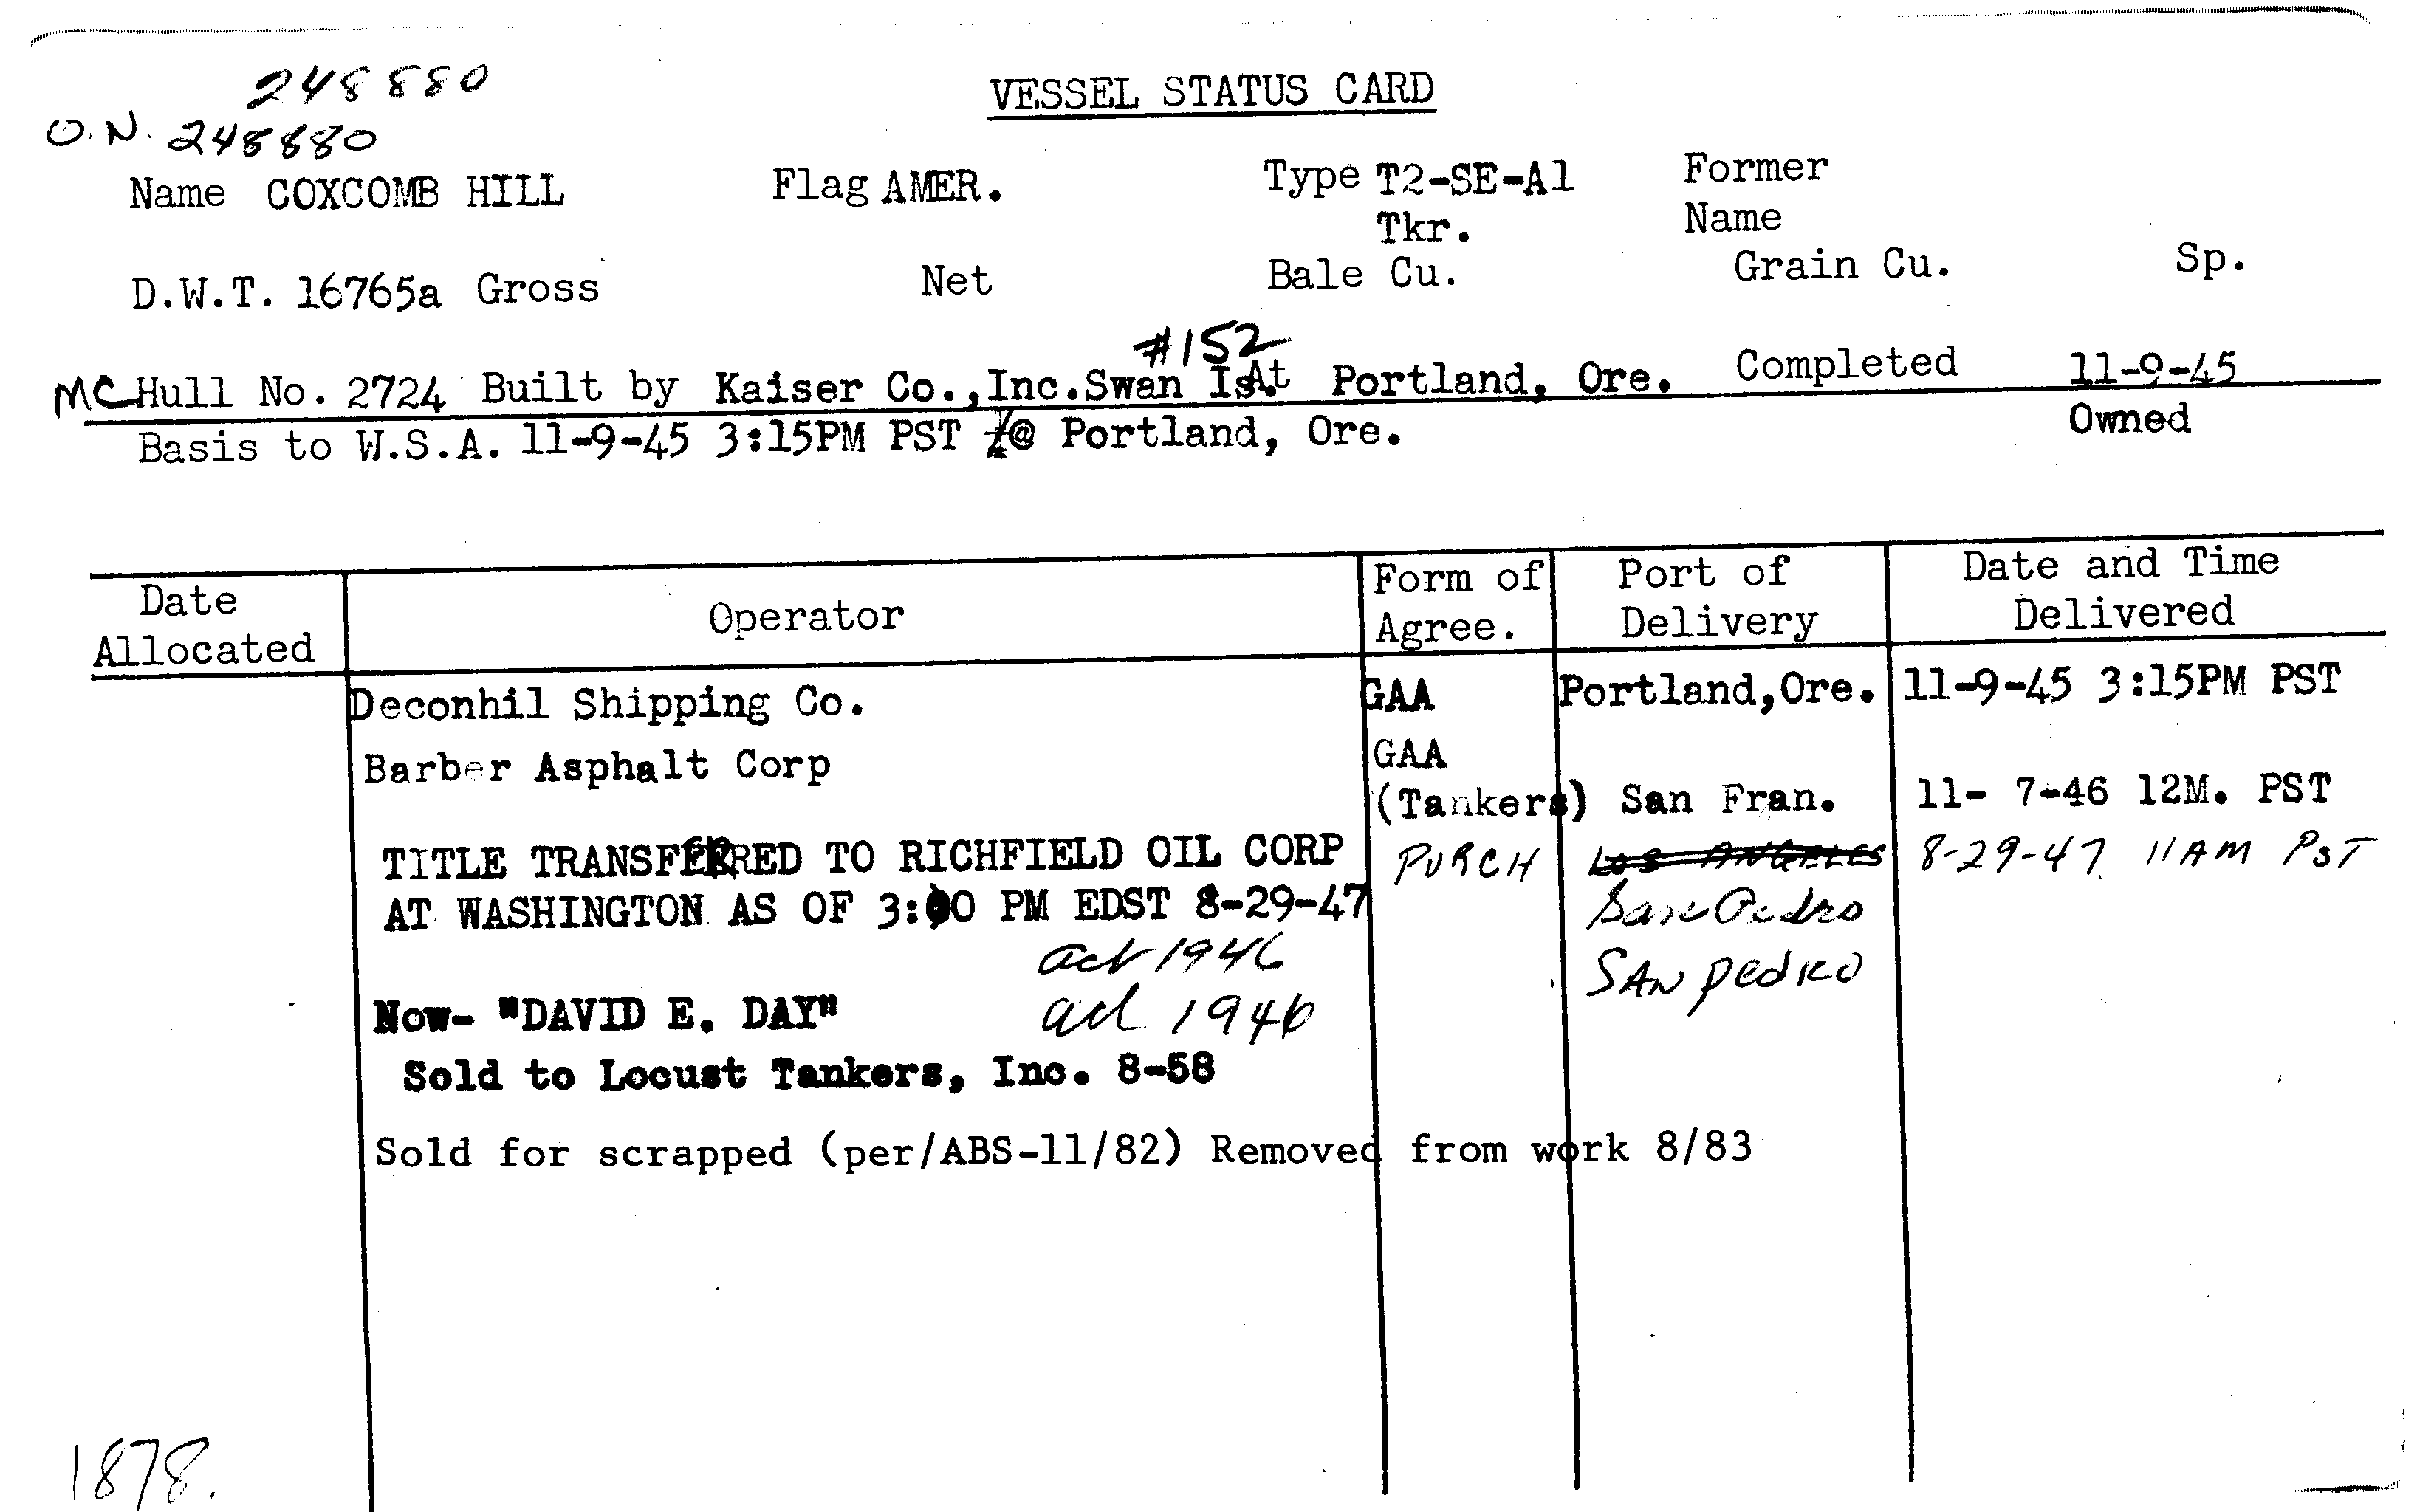 248880
VESSEL STATUS CARD
O.N. 248880
Name COXCOMB HILL Flag AMER. Type T2-SE-A1 Former
Tkr. Name
D.W.T. 16765a Gross Net Bale Cu. Grain Cu. Sp.
#152
MC Hull No. 2724 Built by Kaiser Co.,Inc.Swan Is. At Portland, Ore. Completed 11-9-45
Basis to W.S.A. 11-9-45 3:15PM PST @ Portland, Ore. Owned
Date Operator Form of Port of Date and Time
Allocated Agree. Delivery Delivered
Deconhil Shipping Co. GAA Portland,Ore. 11-9-45 3:15PM PST
Barber Asphalt Corp GAA
(Tankers) San Fran. 11- 7-46 12M. PST
TITLE TRANSFERRED TO RICHFIELD OIL CORP PURCH LOS ANGELES 8-29-47 11AM PST
AT WASHINGTON AS OF 3:00 PM EDST 8-29-47 San Pedro
act 1946 SAN PEDRO
Now- "DAVID E. DAY" act 1946
Sold to Locust Tankers, Inc. 8-58
Sold for scrapped (per/ABS-11/82) Removed from work 8/83
1878.